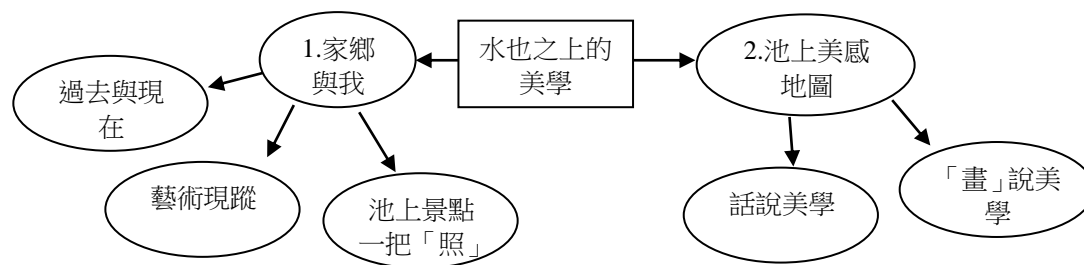 1.家鄉
與我
水也之上的
美學
2.池上美感
地圖
過去與現
在
藝術現蹤
池上景點
一把「照」
話說美學
「畫」說美
學